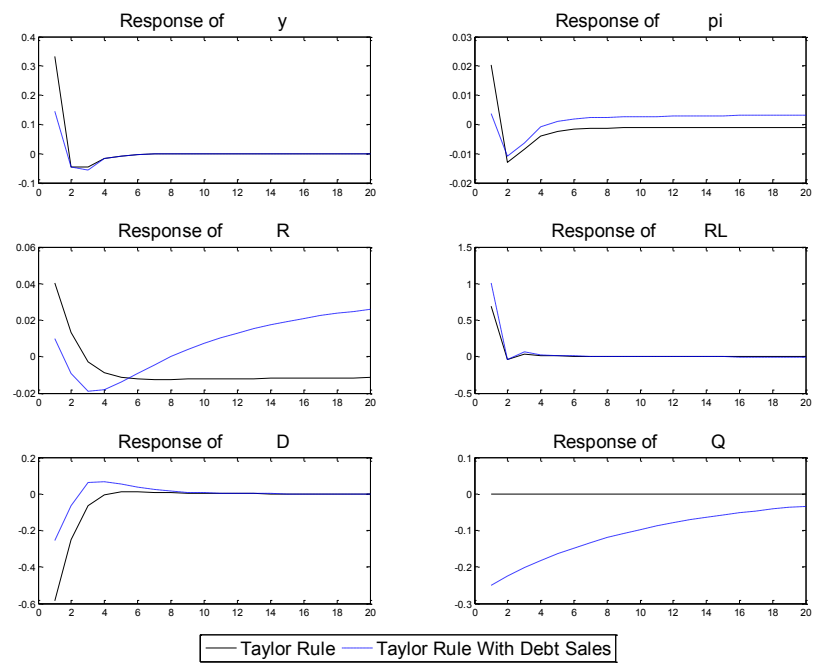 Response of y
0.4
0.3
0.2
0.1
0
-0.1
0 2 4 6 8 10 12 14 16 18 20
Response of pi
0.03
0.02
0.01
0
-0.01
0.02
0 2 4 6 8 10 12 14 16 18 20
Response of R
0.06
0.04
0.02
0
-0.02
0 2 4 6 8 10 12 14 16 18 20
Response of RL
1.5
1
0.5
0
-0.5
0 2 4 6 8 10 12 14 16 18 20
Response of D
0.2
0
-0.2
-0.4
-0.6
0 2 4 6 8 10 12 14 16 18 20
Response of Q
0.1
0
-0.1
-0.2
-0.3
0 2 4 6 8 10 12 14 16 18 20
Taylor Rule Taylor Rule With Debt Sales